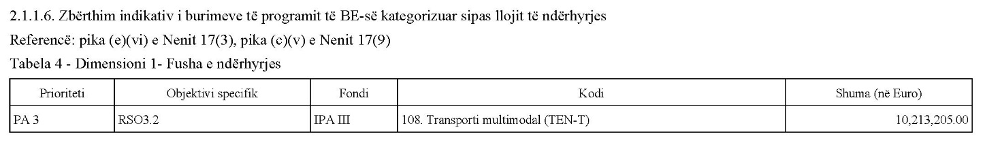 2.1.1.6. Zbërthim indikativ i burimeve të programit të BE-së kategorizuar sipas llojit të ndërhyrjes
Referencë: pika (e)(vi) e Nenit 17(3), pika (c)(v) e Nenit 17(9)
Tabela 4 - Dimensioni 1- Fusha e ndërhyrjes
Prioriteti Objektivi specifik Fondi Kodi Shuma (në Euro)
PA 3 RSO3.2 IPA III 108. Transporti multimodal (TEN-T) 10,213,205.00